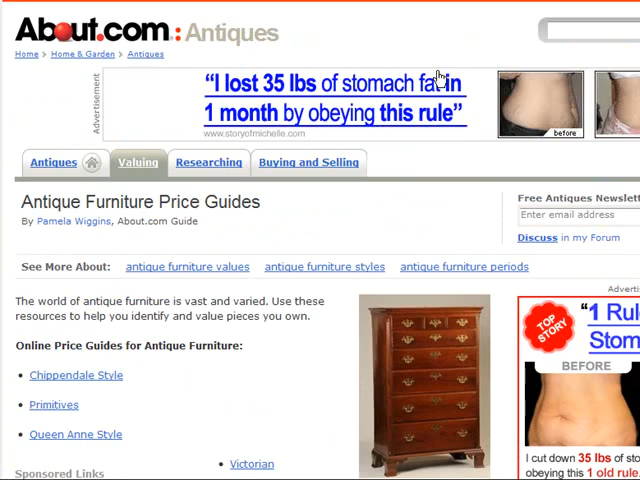 About.com: Antiques
Home > Home & Garden > Antiques
Advertisement
“I lost 35 lbs of stomach fat in
1 month by obeying this rule”
www.storyofmichelle.com
before
Antiques Valuing Researching Buying and Selling
Antique Furniture Price Guides
By Pamela Wiggins, About.com Guide
Free Antiques Newslett
Enter email address
Discuss in my Forum
See More About: antique furniture values antique furniture styles antique furniture periods
Adverti
The world of antique furniture is vast and varied. Use these
resources to help you identify and value pieces you own.
Online Price Guides for Antique Furniture:
• Chippendale Style
• Primitives
• Queen Anne Style
• Victorian
Sponsored Links
TOP
STORY
“1 Rul
Stom
BEFORE
I cut down 35 lbs of sto
obeying this 1 old rule.